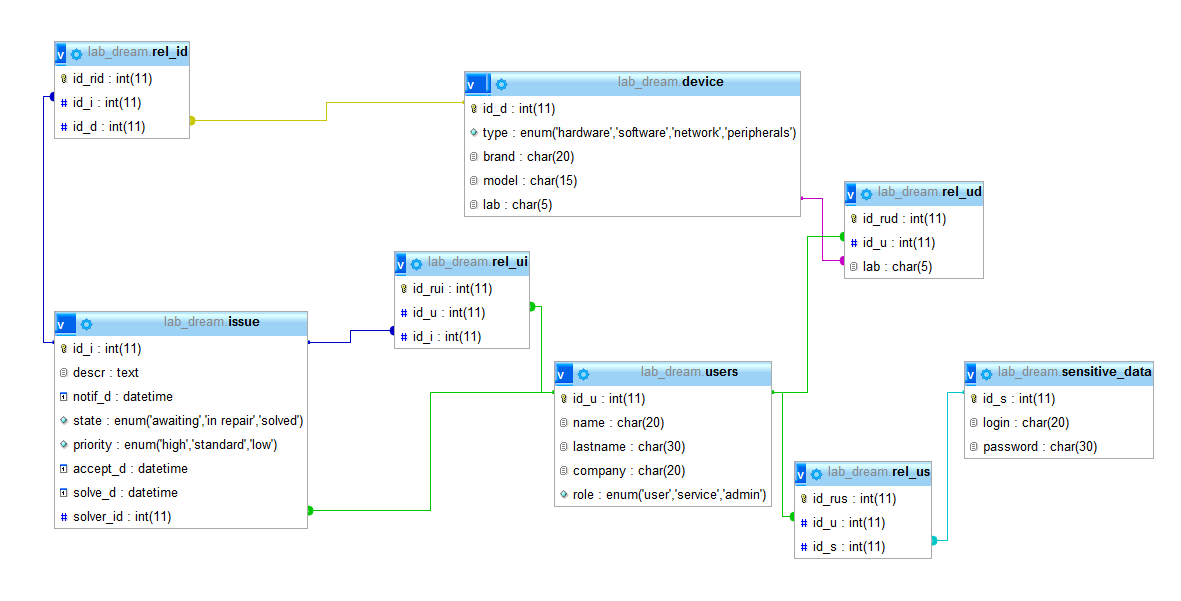 v lab_dream.rel_id
id_rid : int(11)
# id_i : int(11)
# id_d : int(11)
v lab_dream.device
id_d : int(11)
type : enum('hardware','software','network','peripherals')
brand : char(20)
model : char(15)
lab : char(5)
v lab_dream.rel_ud
id_rud : int(11)
# id_u : int(11)
lab : char(5)
v lab_dream.rel_ui
id_rui : int(11)
# id_u : int(11)
# id_i : int(11)
v lab_dream.issue
id_i : int(11)
descr : text
notif_d : datetime
state : enum('awaiting','in repair','solved')
priority : enum('high','standard','low')
accept_d : datetime
solve_d : datetime
# solver_id : int(11)
v lab_dream.users
id_u : int(11)
name : char(20)
lastname : char(30)
company : char(20)
role : enum('user','service','admin')
v lab_dream.sensitive_data
id_s : int(11)
login : char(20)
password : char(30)
v lab_dream.rel_us
id_rus : int(11)
# id_u : int(11)
# id_s : int(11)